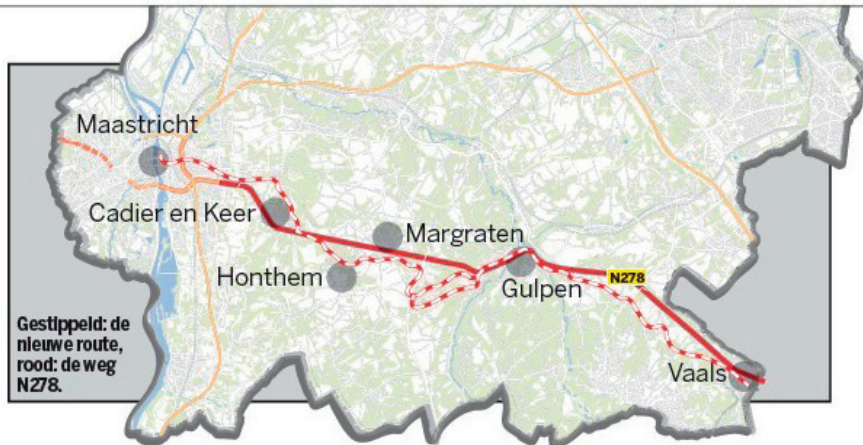 Maastricht
Cadier en Keer
Margraten
Honthem
Gulpen
N278
Gestippeld: de
nieuwe route,
rood: de weg
N278.
Vaals